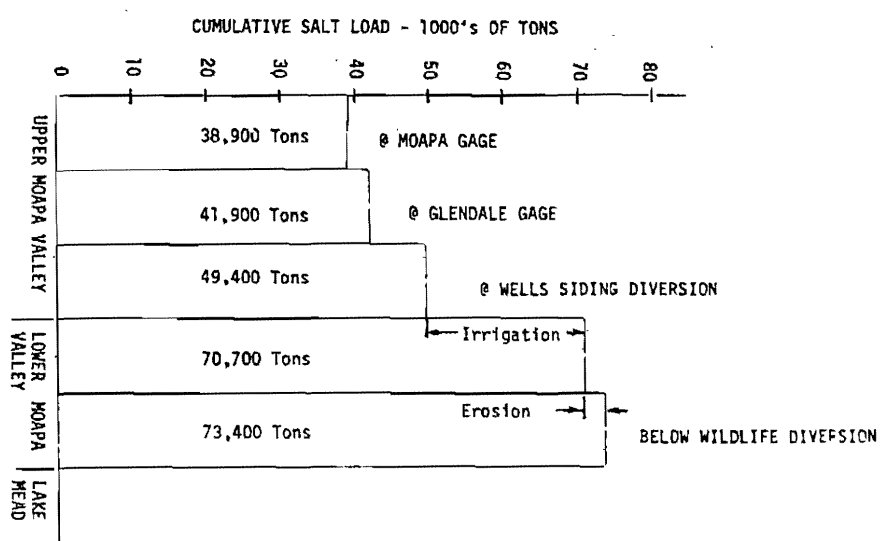 CUMULATIVE SALT LOAD - 1000's OF TONS
0 10 20 30 40 50 60 70 80
UPPER MOAPA VALLEY
38,900 Tons
@ MOAPA GAGE
41,900 Tons
@ GLENDALE GAGE
49,400 Tons
@ WELLS SIDING DIVERSION
LOWER MOAPA
VALLEY
Irrigation
70,700 Tons
Erosion
73,400 Tons
BELOW WILDLIFE DIVERSION
LAKE
MEAD